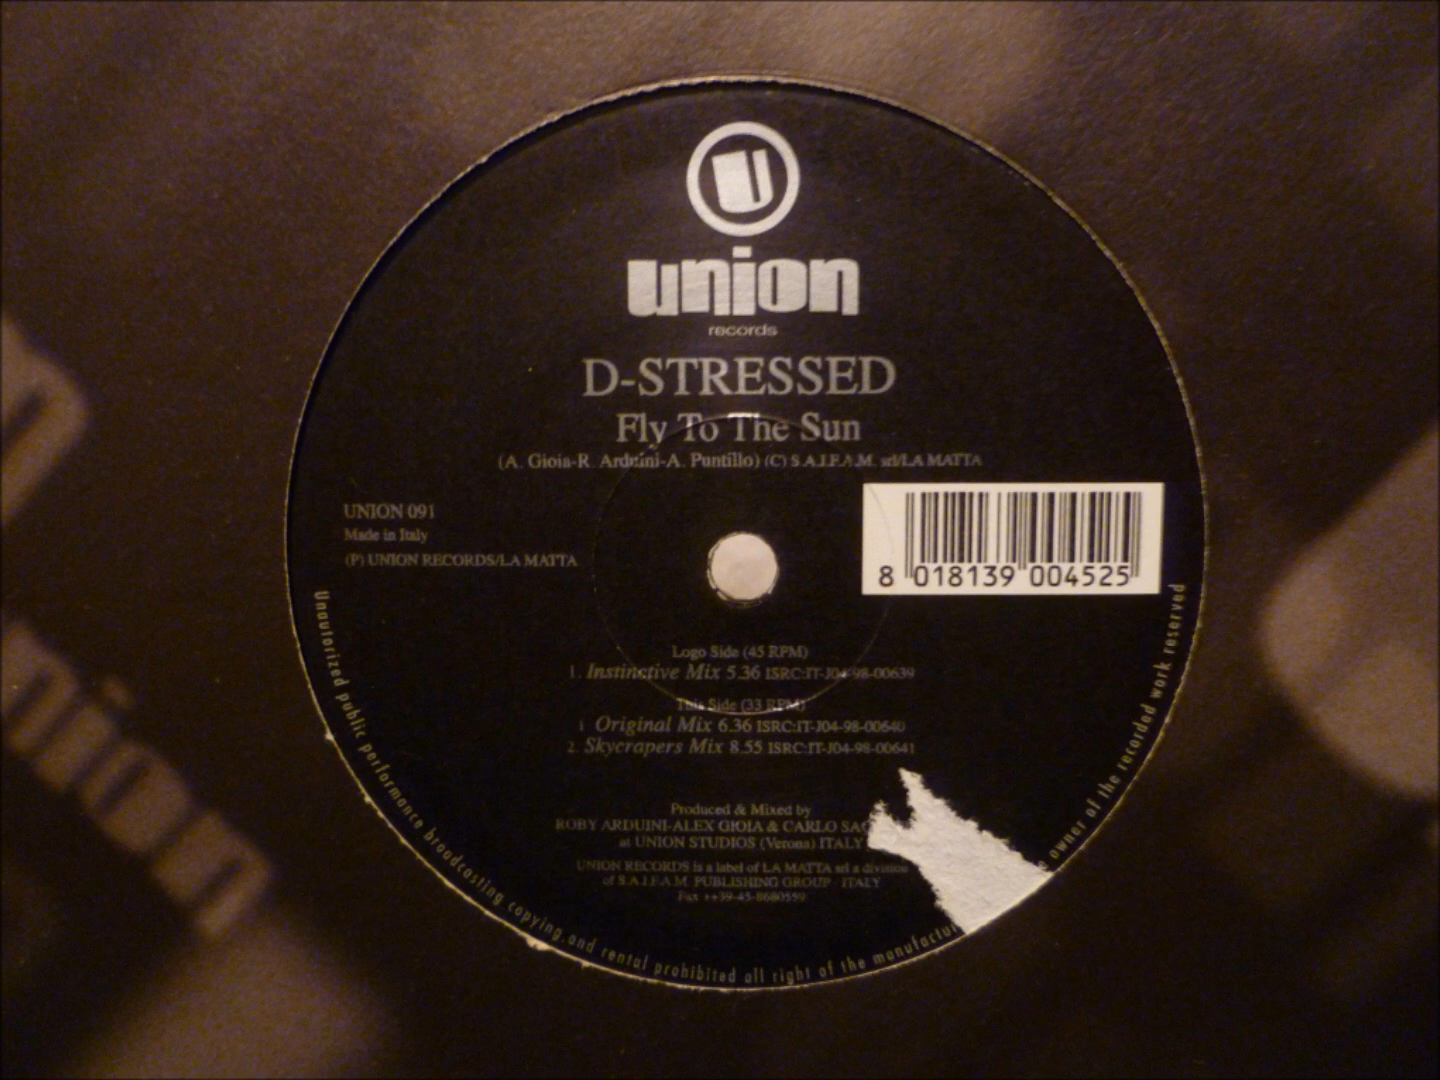 U
union
records
D-STRESSED
Fly To The Sun
(A. Gioia-R. Arduini-A. Puntillo) (C) S.A.I.F.A.M. srl/LA MATTA
UNION 091
Made in Italy
(P) UNION RECORDS/LA MATTA
8 018139 004525
Logo Side (45 RPM)
1. Instinctive Mix 5.36 ISRC:IT-J04-98-00639
This Side (33 RPM)
1 Original Mix 6.36 ISRC:IT-J04-98-00640
2. Skycrapers Mix 8.55 ISRC:IT-J04-98-00641
Produced & Mixed by
ROBY ARDUINI-ALEX GIOIA & CARLO
at UNION STUDIOS (Verona) ITALY
UNION RECORDS is a label of LA MATTA srl a division
of S.A.I.F.A.M. PUBLISHING GROUP - ITALY
Fax ++39-45-8680559
Unautorized public performance broadcasting copying, and rental prohibited all right of the owner of the recorded work reserved
union